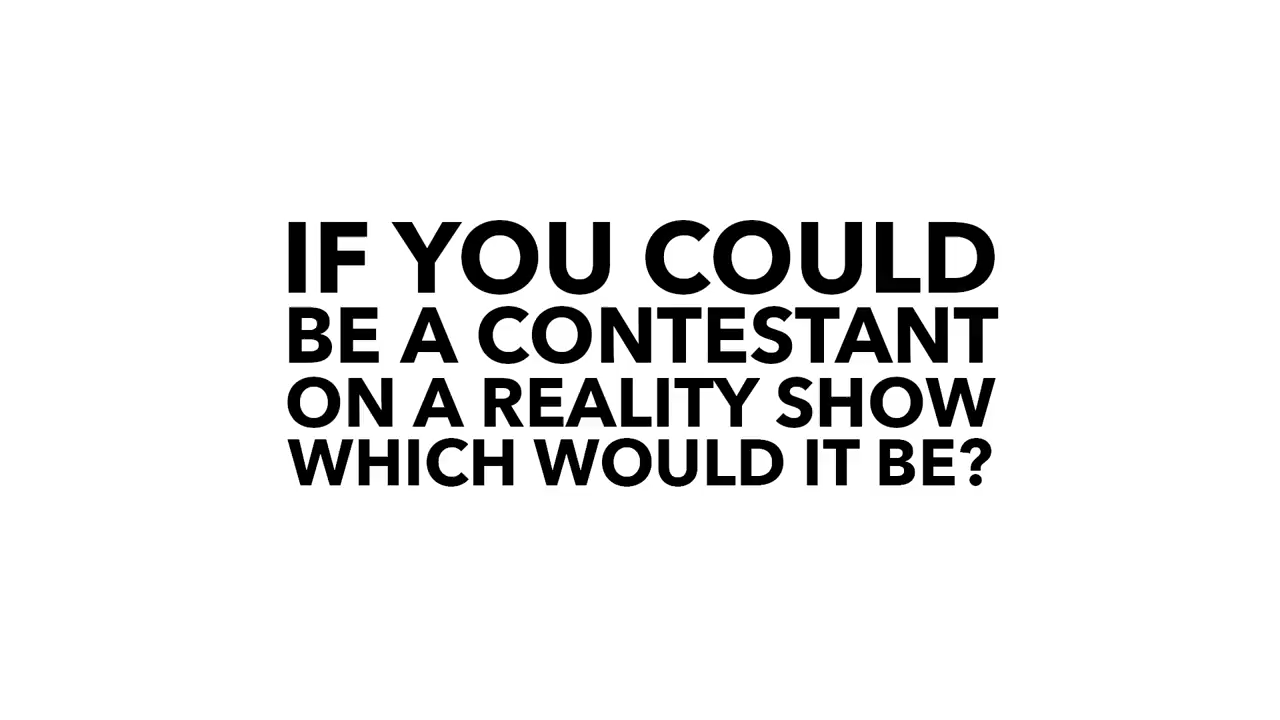 IF YOU COULD
BE A CONTESTANT
ON A REALITY SHOW
WHICH WOULD IT BE?